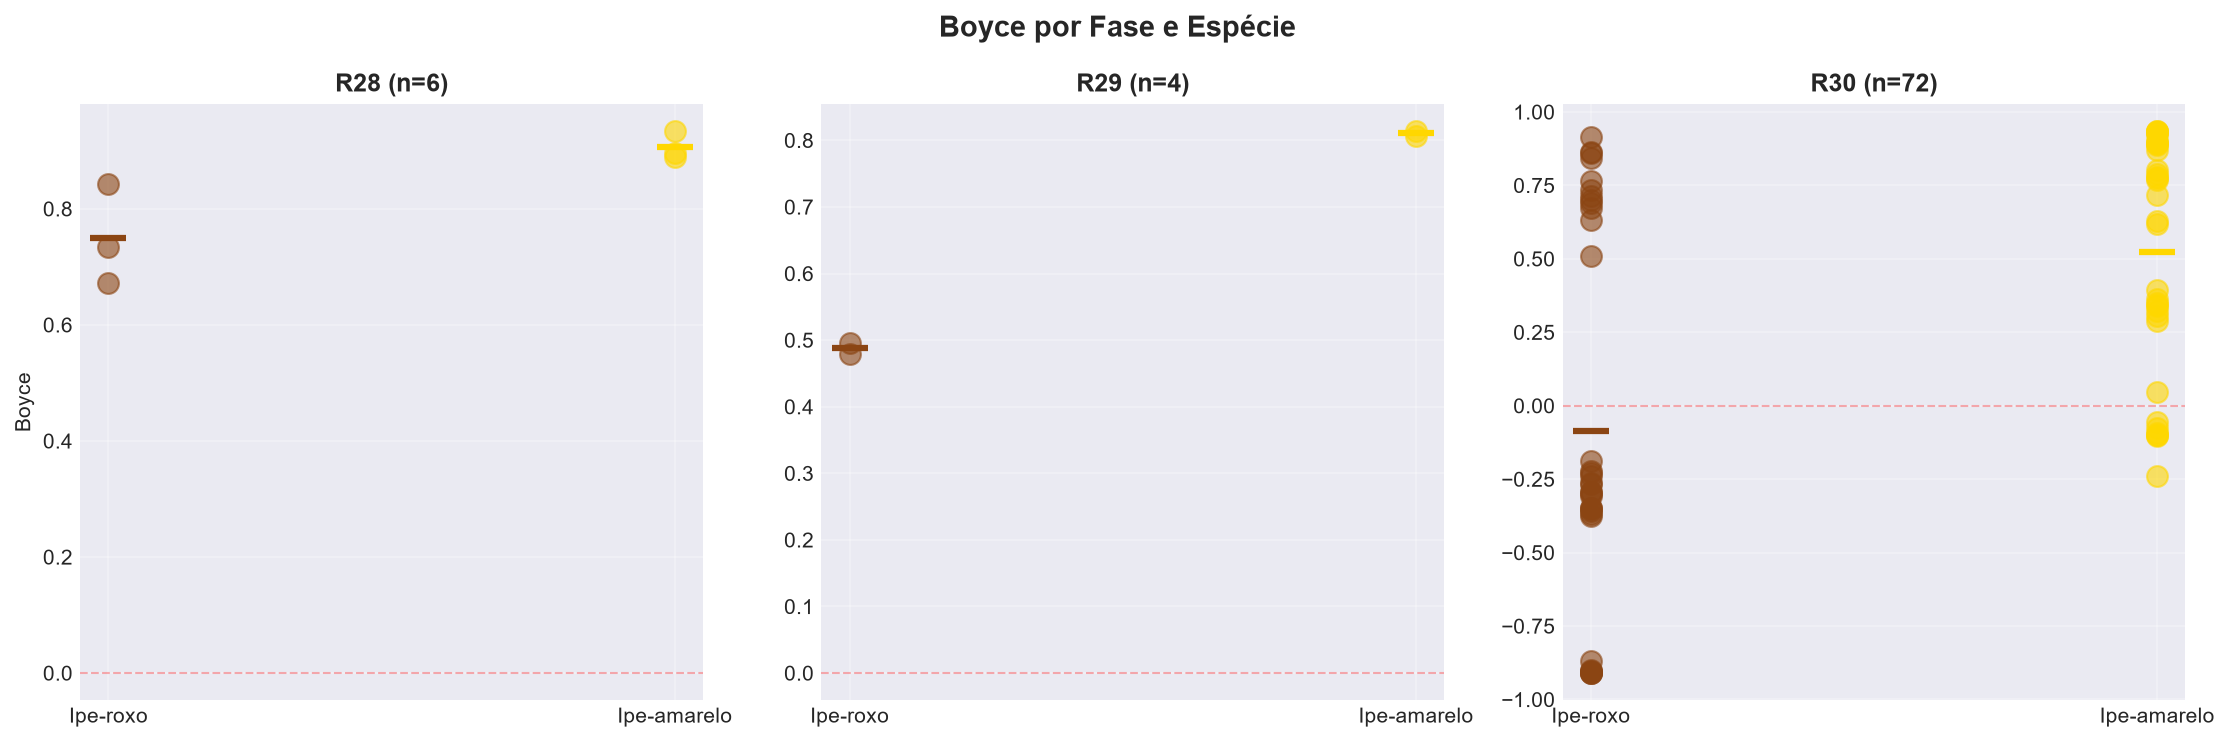 Boyce por Fase e Espécie
R28 (n=6)
Boyce
0.8
0.6
0.4
0.2
0.0
Ipe-roxo
Ipe-amarelo
R29 (n=4)
0.8
0.7
0.6
0.5
0.4
0.3
0.2
0.1
0.0
Ipe-roxo
Ipe-amarelo
R30 (n=72)
1.00
0.75
0.50
0.25
0.00
−0.25
−0.50
−0.75
−1.00
Ipe-roxo
Ipe-amarelo